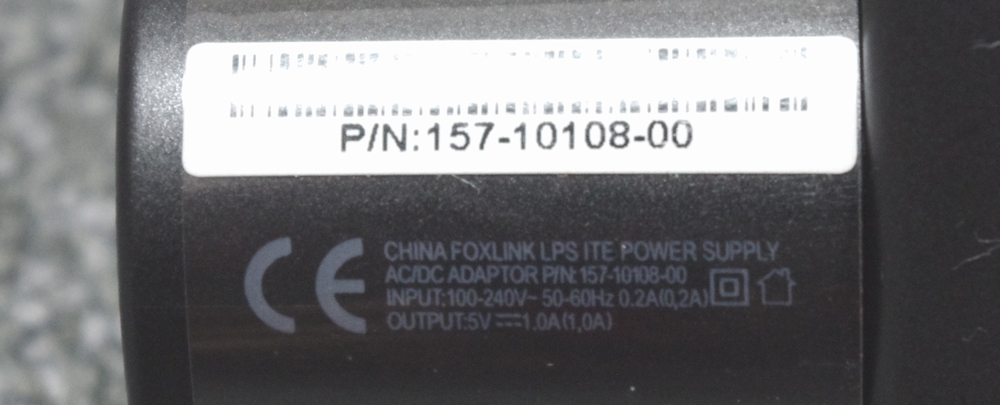 P/N:157-10108-00
CE
CHINA FOXLINK LPS ITE POWER SUPPLY
AC/DC ADAPTOR P/N:157-10108-00
INPUT:100-240V~ 50-60Hz 0.2A(0,2A)
OUTPUT:5V⎓1.0A(1,0A)